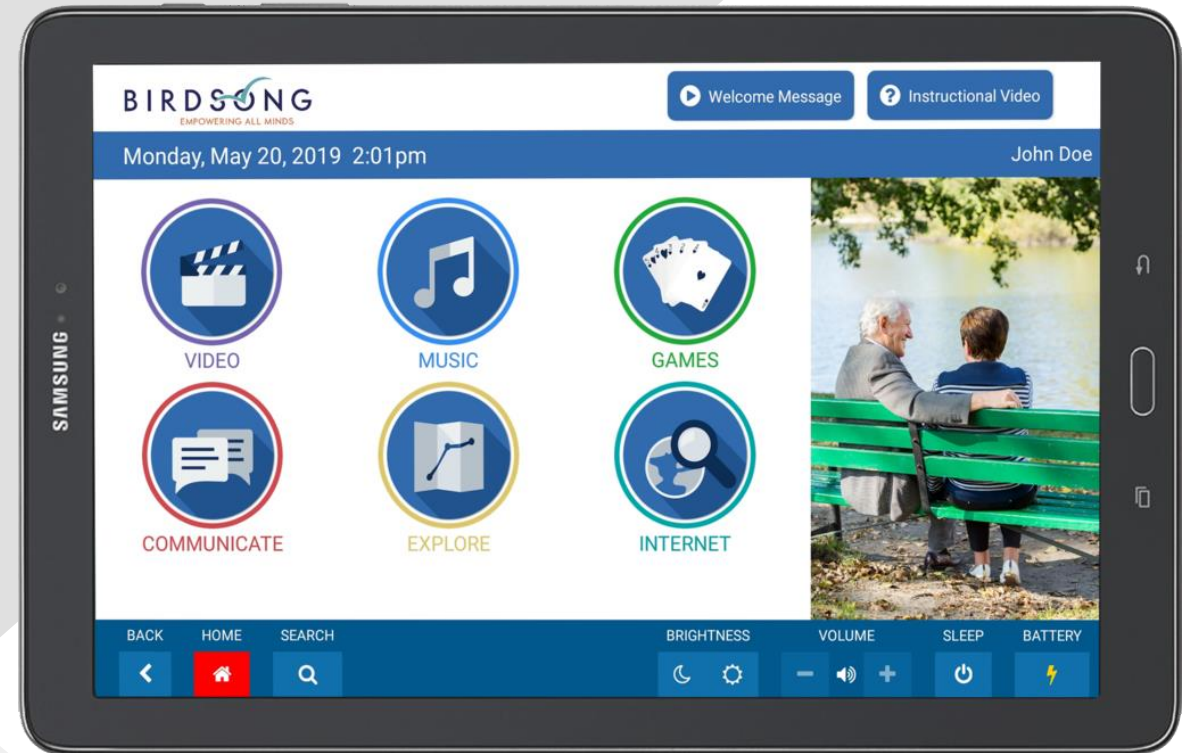 BIRDSONG
EMPOWERING ALL MINDS
Welcome Message
Instructional Video
Monday, May 20, 2019 2:01pm
John Doe
VIDEO
MUSIC
GAMES
COMMUNICATE
EXPLORE
INTERNET
BACK
HOME
SEARCH
BRIGHTNESS
VOLUME
SLEEP
BATTERY
SAMSUNG